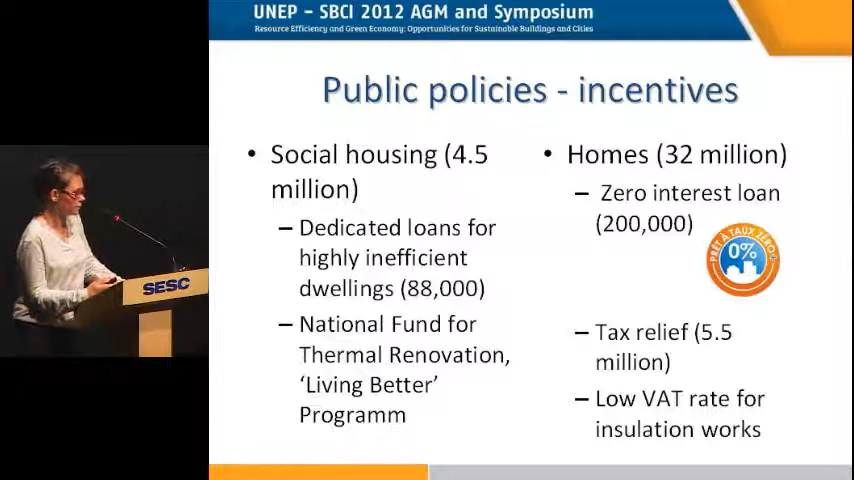 UNEP – SBCI 2012 AGM and Symposium
Resource Efficiency and Green Economy: Opportunities for Sustainable Buildings and Cities
Public policies - incentives
• Social housing (4.5
million)
– Dedicated loans for
highly inefficient
dwellings (88,000)
– National Fund for
Thermal Renovation,
‘Living Better’
Programm
• Homes (32 million)
– Zero interest loan
(200,000)
PRÊT À TAUX ZÉRO+
0%
– Tax relief (5.5
million)
– Low VAT rate for
insulation works
SESC